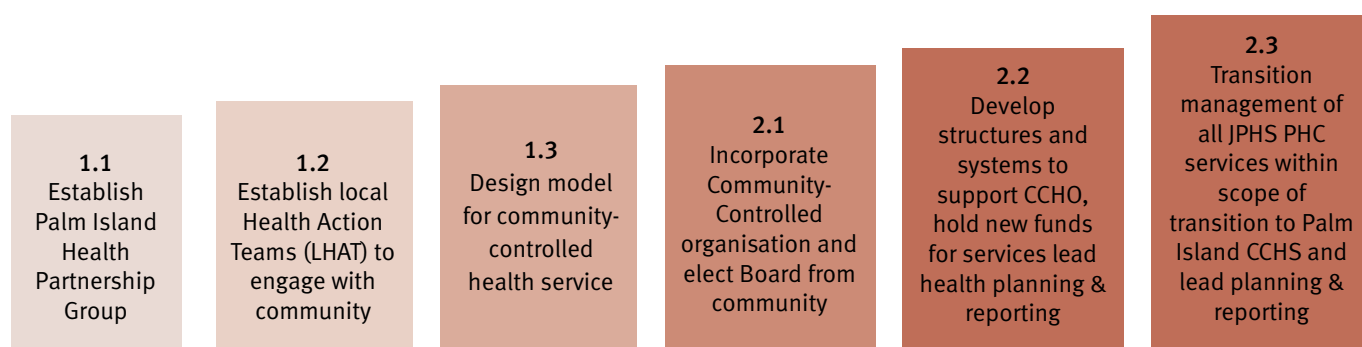 1.1
Establish
Palm Island
Health
Partnership
Group
1.2
Establish local
Health Action
Teams (LHAT) to
engage with
community
1.3
Design model
for community-
controlled
health service
2.1
Incorporate
Community-
Controlled
organisation and
elect Board from
community
2.2
Develop
structures and
systems to
support CCHO,
hold new funds
for services lead
health planning &
reporting
2.3
Transition
management of
all JPHS PHC
services within
scope of
transition to Palm
Island CCHS and
lead planning &
reporting